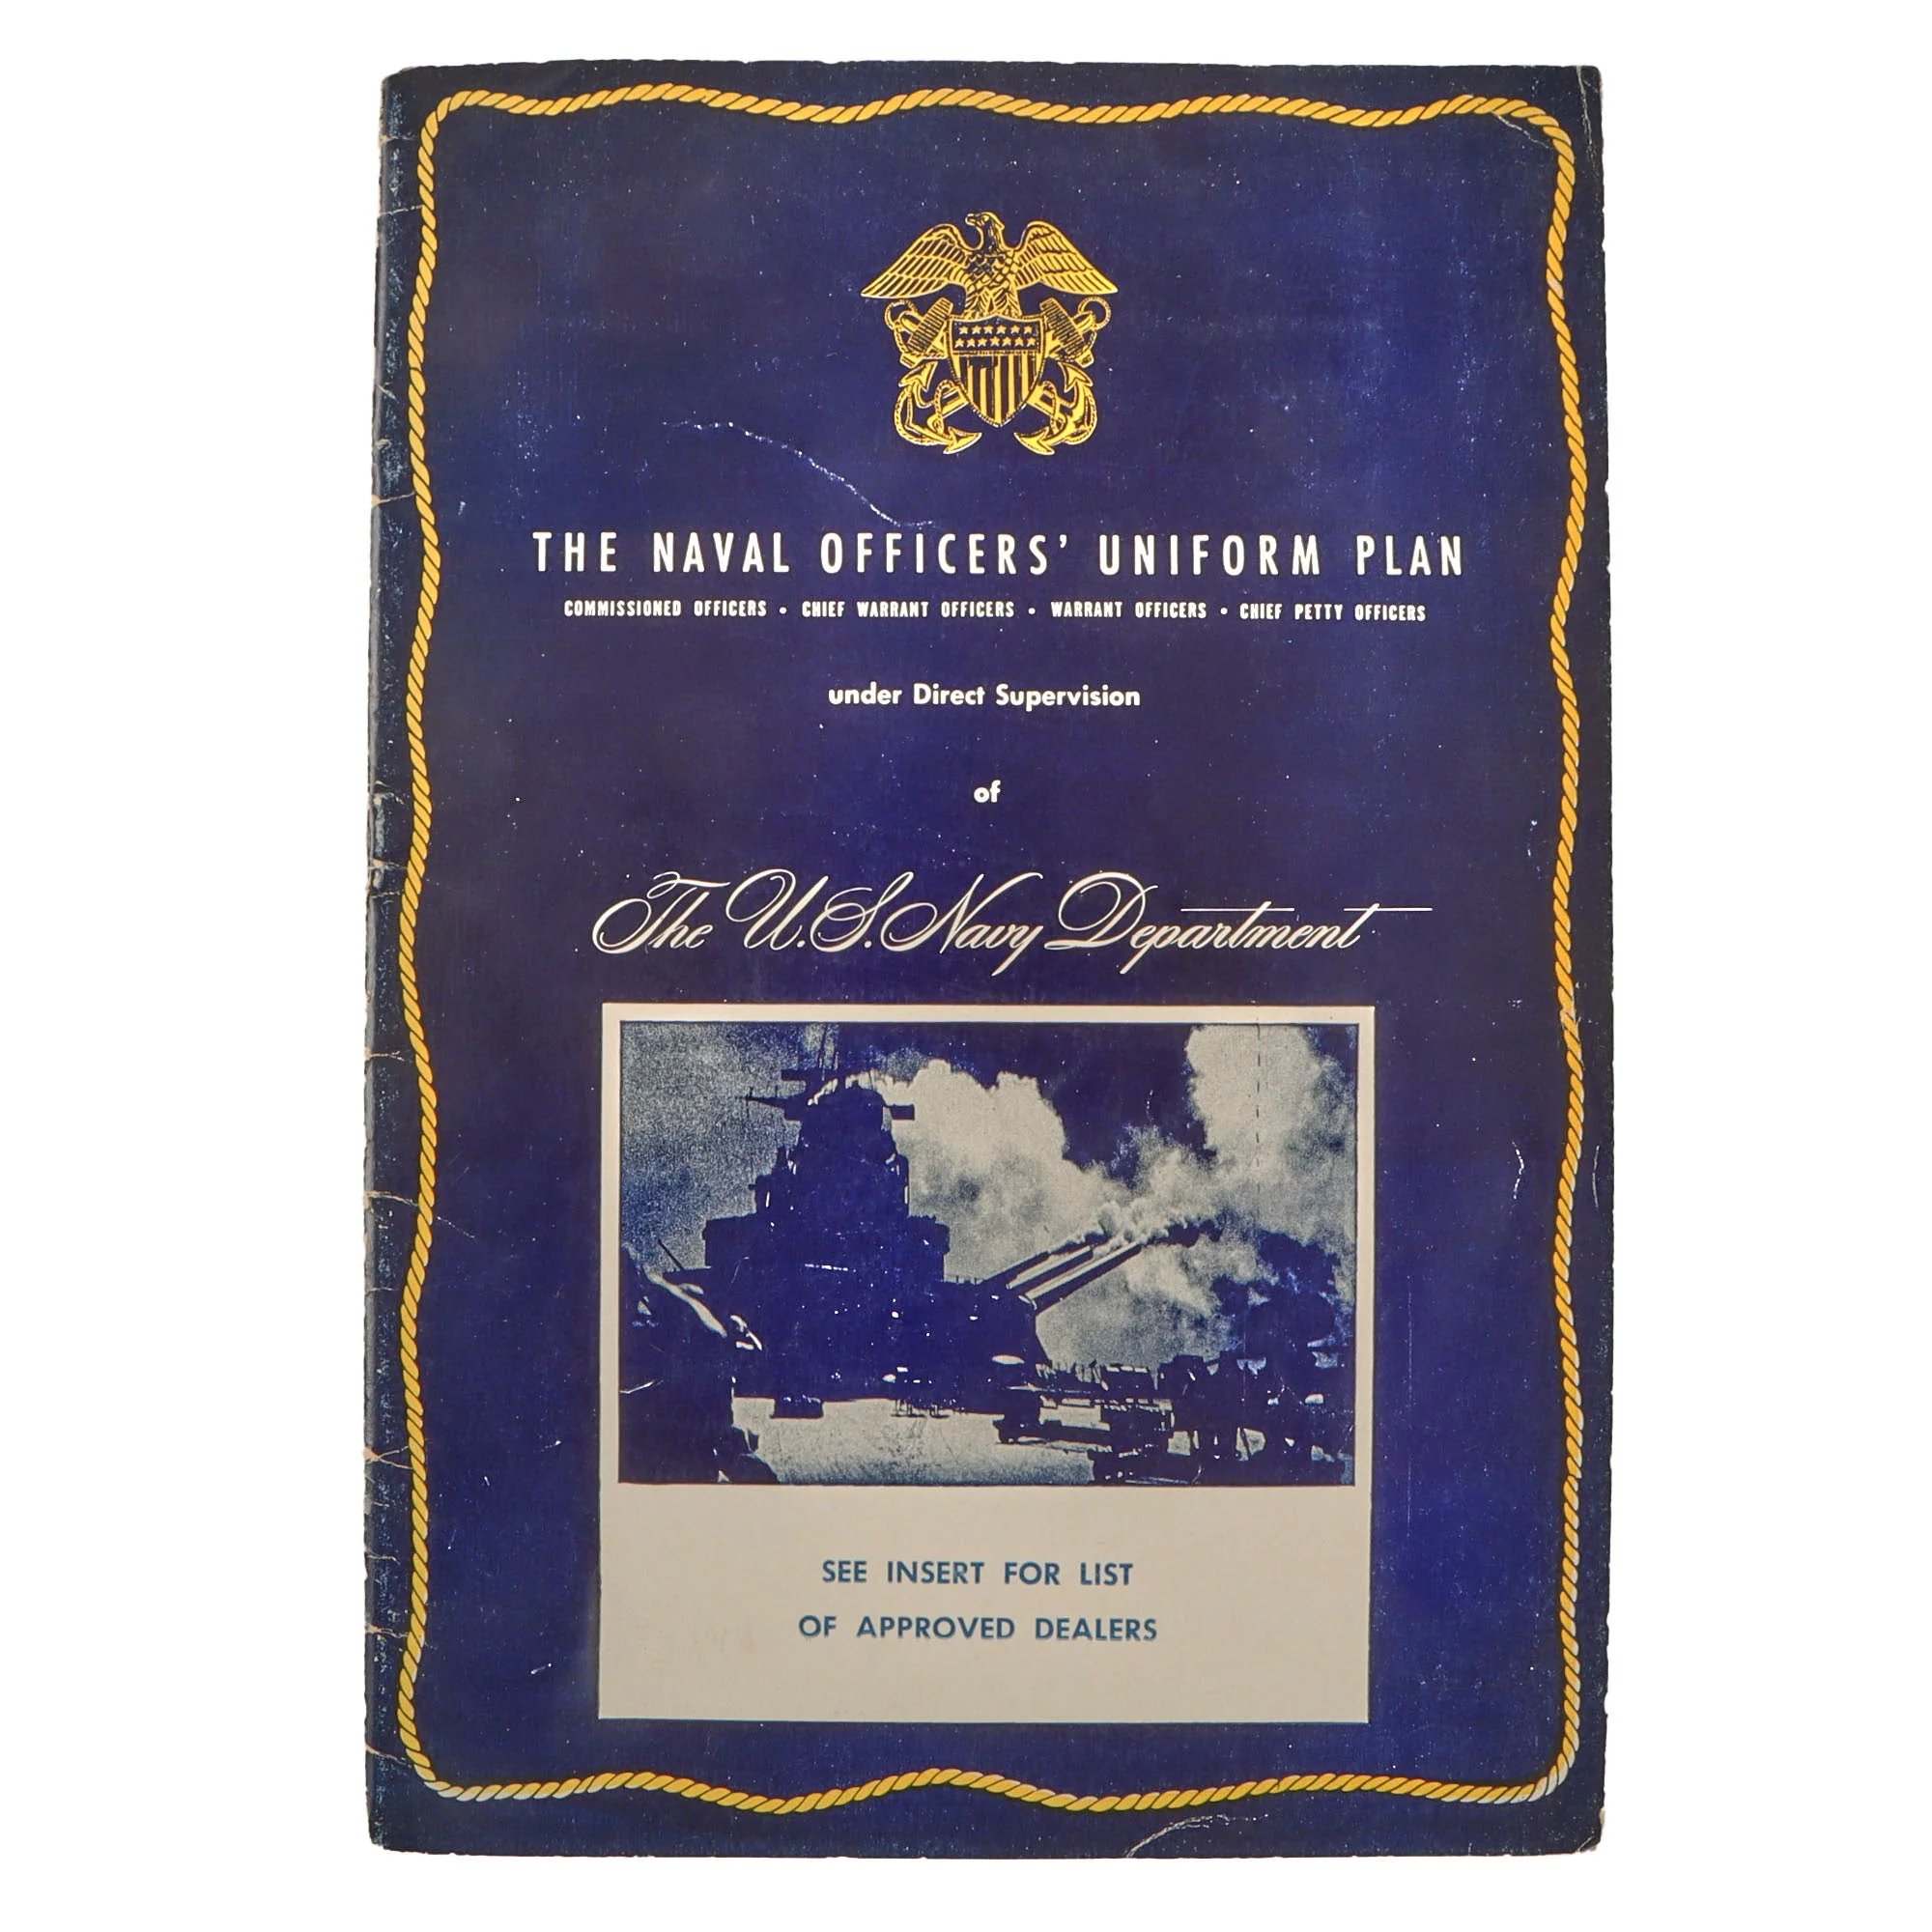 THE NAVAL OFFICERS' UNIFORM PLAN
COMMISSIONED OFFICERS • CHIEF WARRANT OFFICERS • WARRANT OFFICERS • CHIEF PETTY OFFICERS
under Direct Supervision
of
The U.S. Navy Department
SEE INSERT FOR LIST
OF APPROVED DEALERS